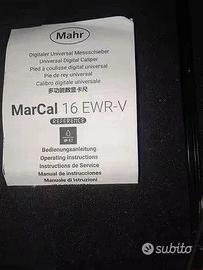 Mahr
Digitaler Universal Messschieber
Universal Digital Caliper
Pied à coulisse digital universal
Pie de rey universal
Calibro digitale universale
多功能数显卡尺
MarCal 16 EWR-V
REFERENCE
Bedienungsanleitung
Operating Instructions
Instructions de Service
Manual de instrucciones
Manuale di Istruzioni
subito